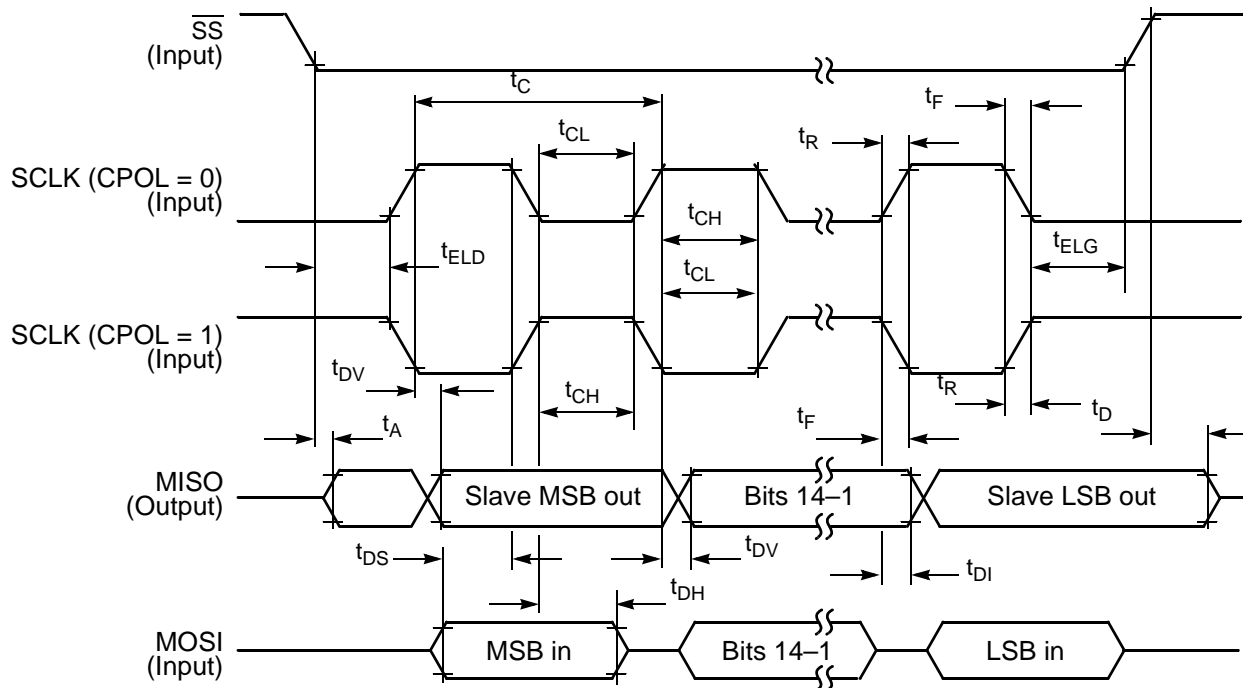 SS
(Input)
tC
tF
tCL
tR
SCLK (CPOL = 0)
(Input)
tCH
tELD
tELG
tCL
SCLK (CPOL = 1)
(Input)
tDV
tCH
tR
tA
tF
tD
MISO
(Output)
Slave MSB out
Bits 14–1
Slave LSB out
tDS
tDV
tDI
tDH
MOSI
(Input)
MSB in
Bits 14–1
LSB in